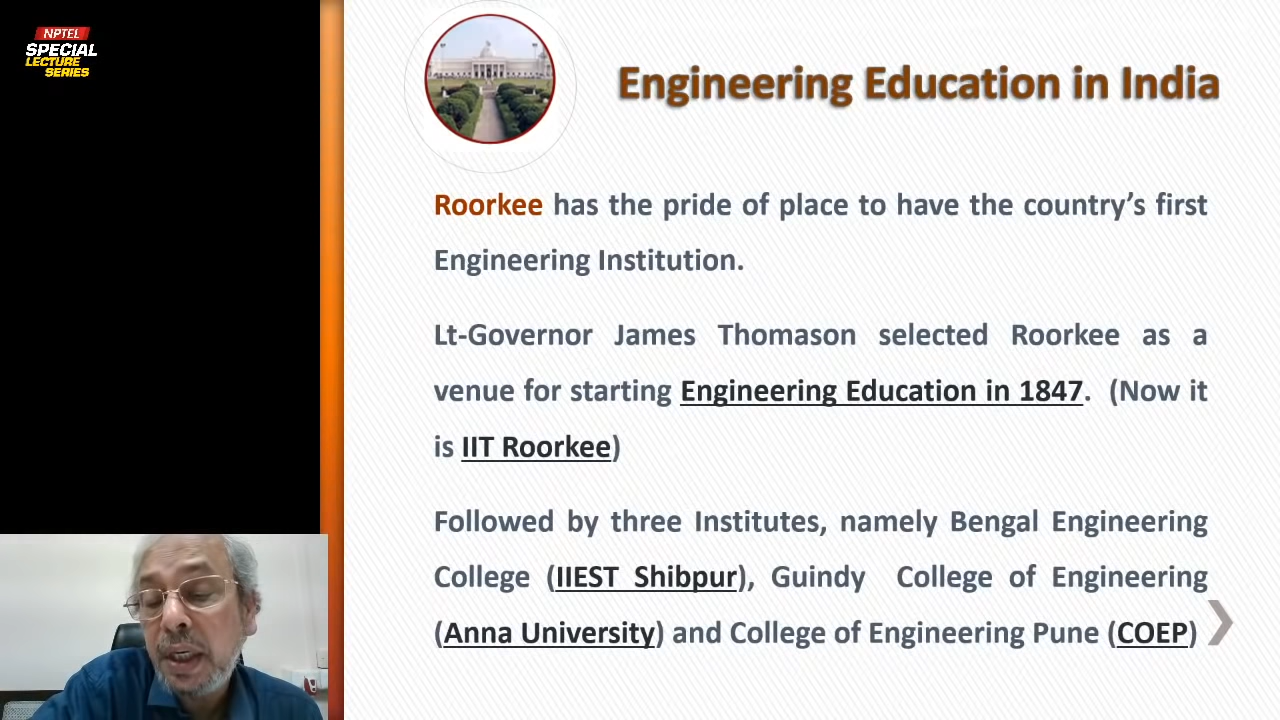 NPTEL
SPECIAL
LECTURE
SERIES
Engineering Education in India
Roorkee has the pride of place to have the country’s first
Engineering Institution.
Lt-Governor James Thomason selected Roorkee as a
venue for starting Engineering Education in 1847. (Now it
is IIT Roorkee)
Followed by three Institutes, namely Bengal Engineering
College (IIEST Shibpur), Guindy College of Engineering
(Anna University) and College of Engineering Pune (COEP)